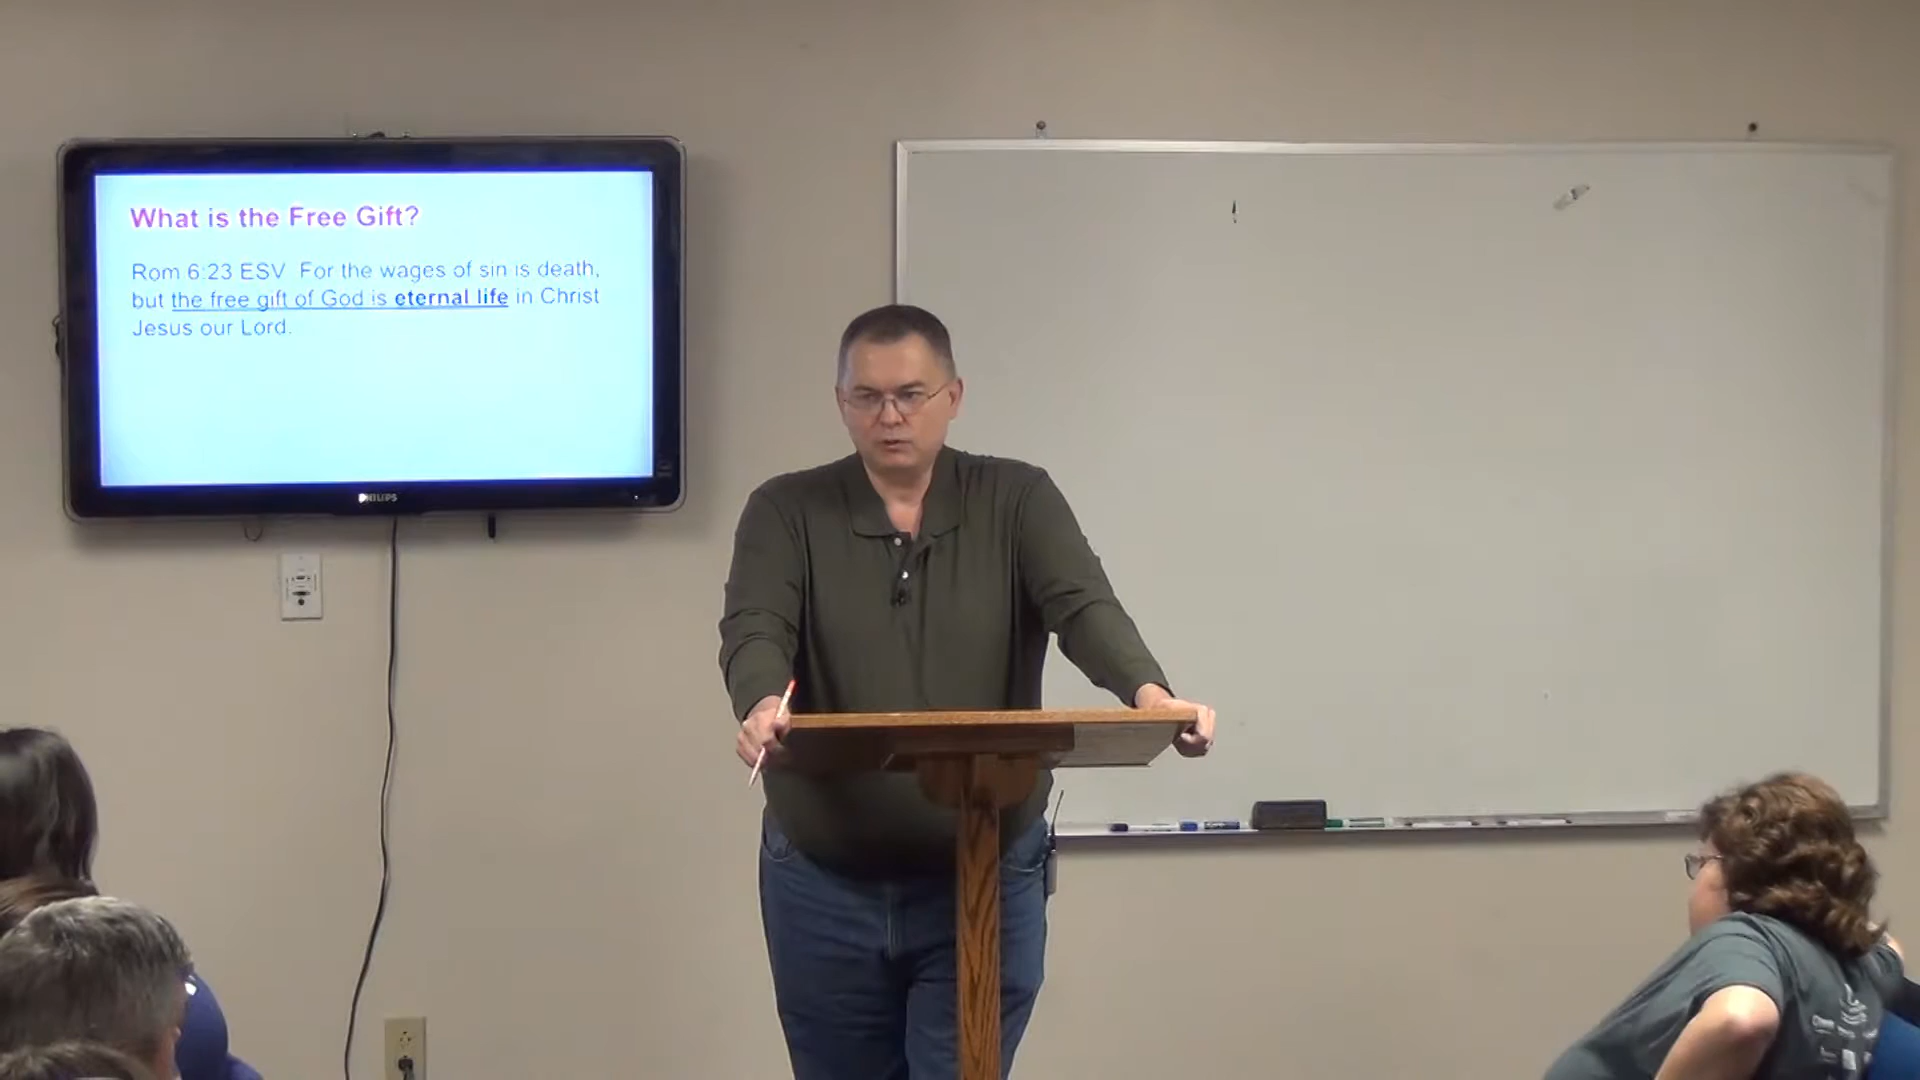 What is the Free Gift?
Rom 6:23 ESV For the wages of sin is death,
but the free gift of God is eternal life in Christ
Jesus our Lord.
PHILIPS